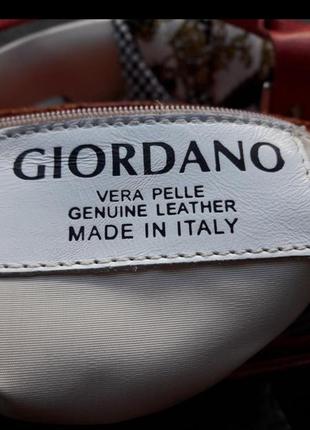 GIORDANO
VERA PELLE
GENUINE LEATHER
MADE IN ITALY